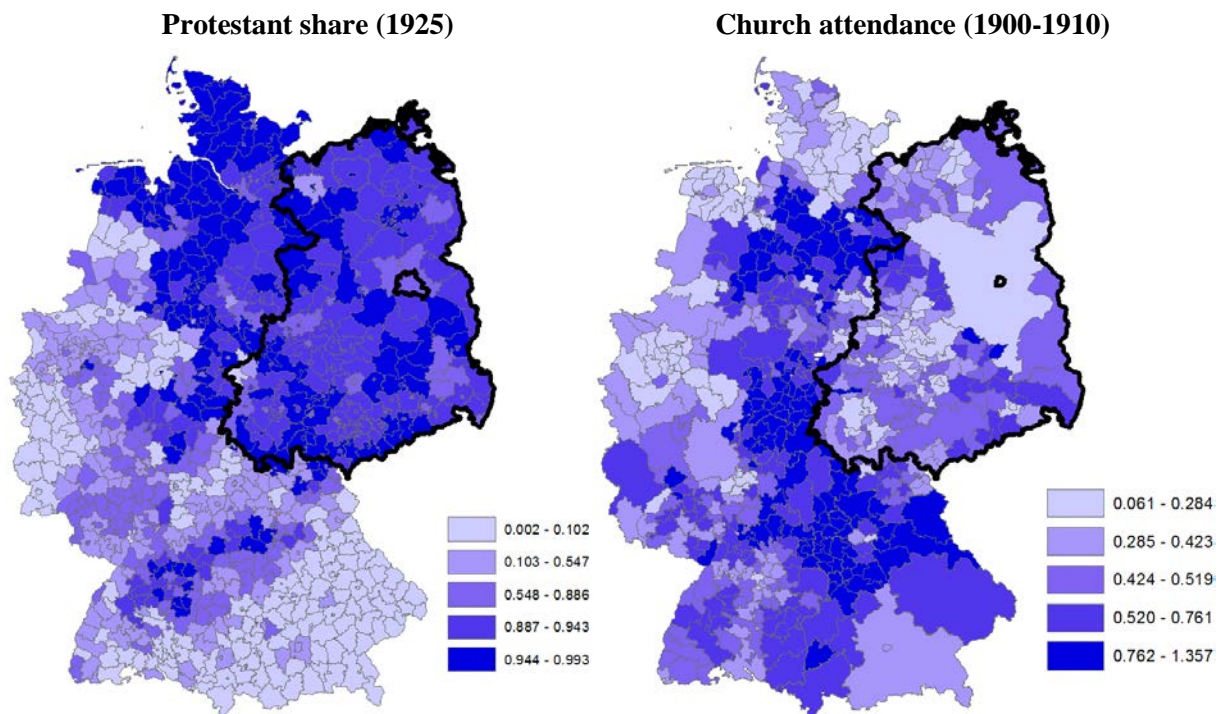 Protestant share (1925)
Church attendance (1900-1910)
0.002 - 0.102
0.103 - 0.547
0.548 - 0.886
0.887 - 0.943
0.944 - 0.993
0.061 - 0.284
0.285 - 0.423
0.424 - 0.519
0.520 - 0.761
0.762 - 1.357